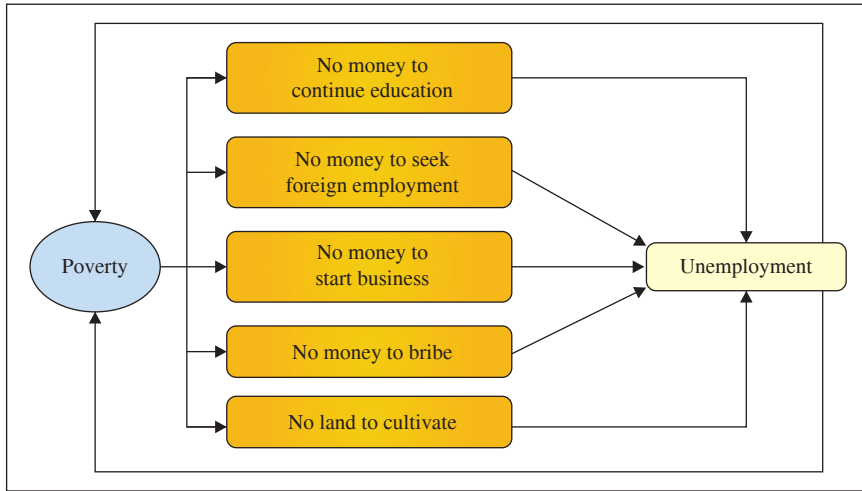 No money to
continue education
No money to seek
foreign employment
Poverty
No money to
start business
Unemployment
No money to bribe
No land to cultivate